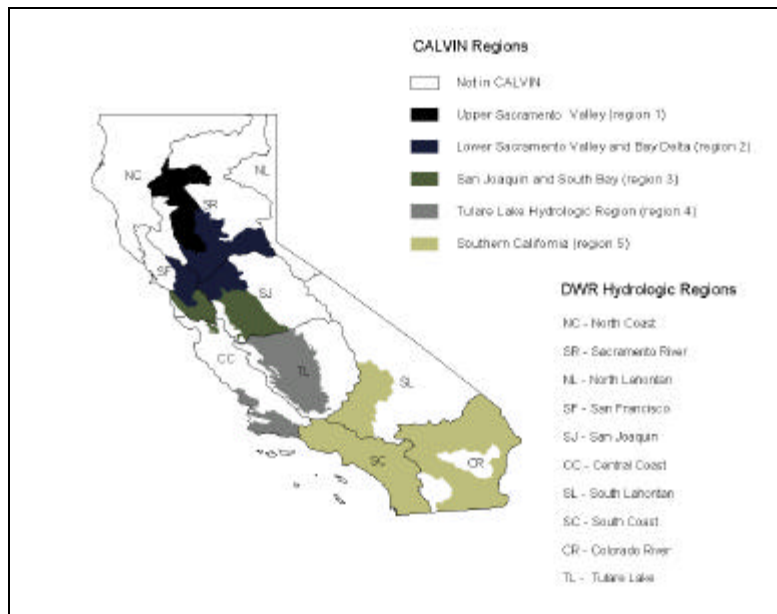 CALVIN Regions
Not in CALVIN
Upper Sacramento Valley (region 1)
Lower Sacramento Valley and Bay Delta (region 2)
San Joaquin and South Bay (region 3)
Tulare Lake Hydrologic Region (region 4)
Southern California (region 5)
DWR Hydrologic Regions
NC - North Coast
SR - Sacramento River
NL - North Lahontan
SF - San Francisco
SJ - San Joaquin
CC - Central Coast
SL - South Lahontan
SC - South Coast
CR - Colorado River
TL - Tulare Lake
NC
NL
SR
SF
SJ
CC
TL
SL
SC
CR